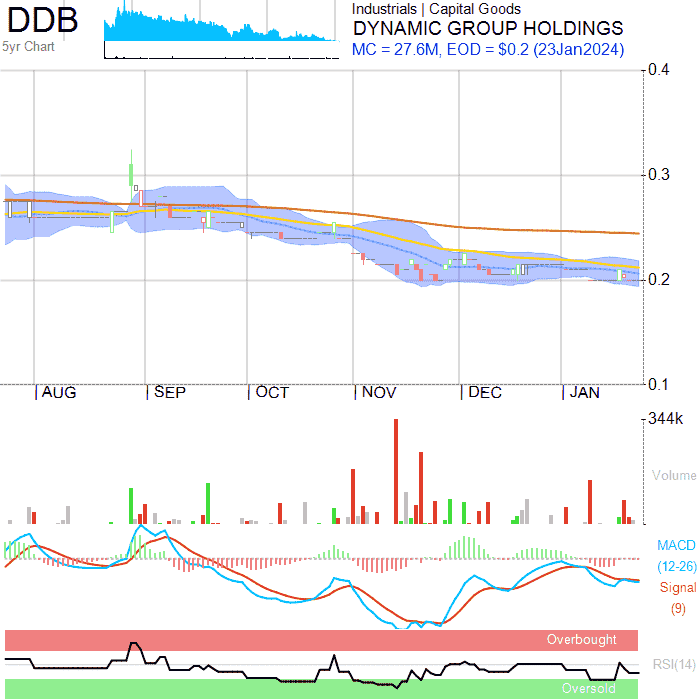 DDB
5yr Chart
Industrials | Capital Goods
DYNAMIC GROUP HOLDINGS
MC = 27.6M, EOD = $0.2 (23Jan2024)
0.4
0.3
0.2
0.1
AUG
SEP
OCT
NOV
DEC
JAN
344k
Volume
MACD
(12-26)
Signal
(9)
Overbought
RSI(14)
Oversold